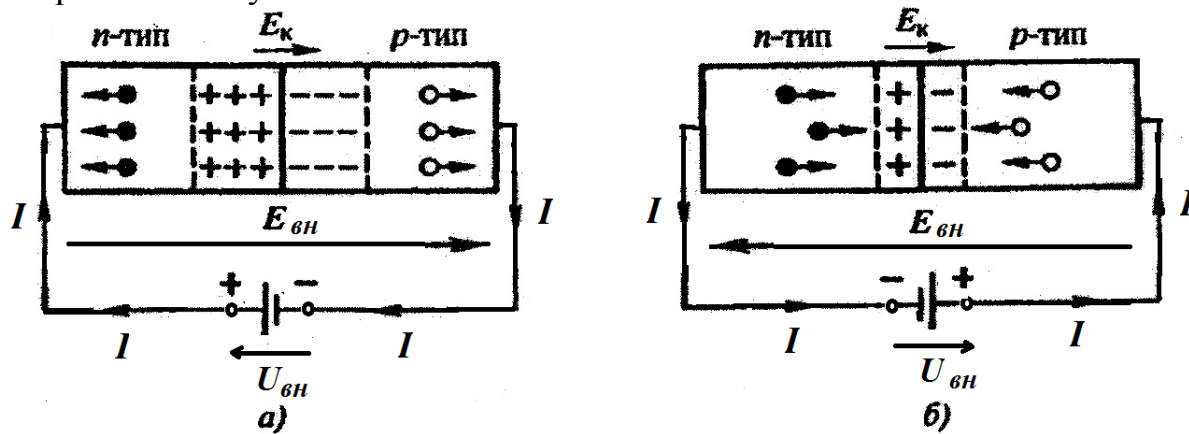 n-тип Eк p-тип
+ + + - - - -
+ + + - - - -
+ + + - - - -
I Eвн I
+ -
I I
Uвн
а)
n-тип Eк p-тип
+ -
+ -
+ -
I Eвн I
- +
I I
Uвн
б)